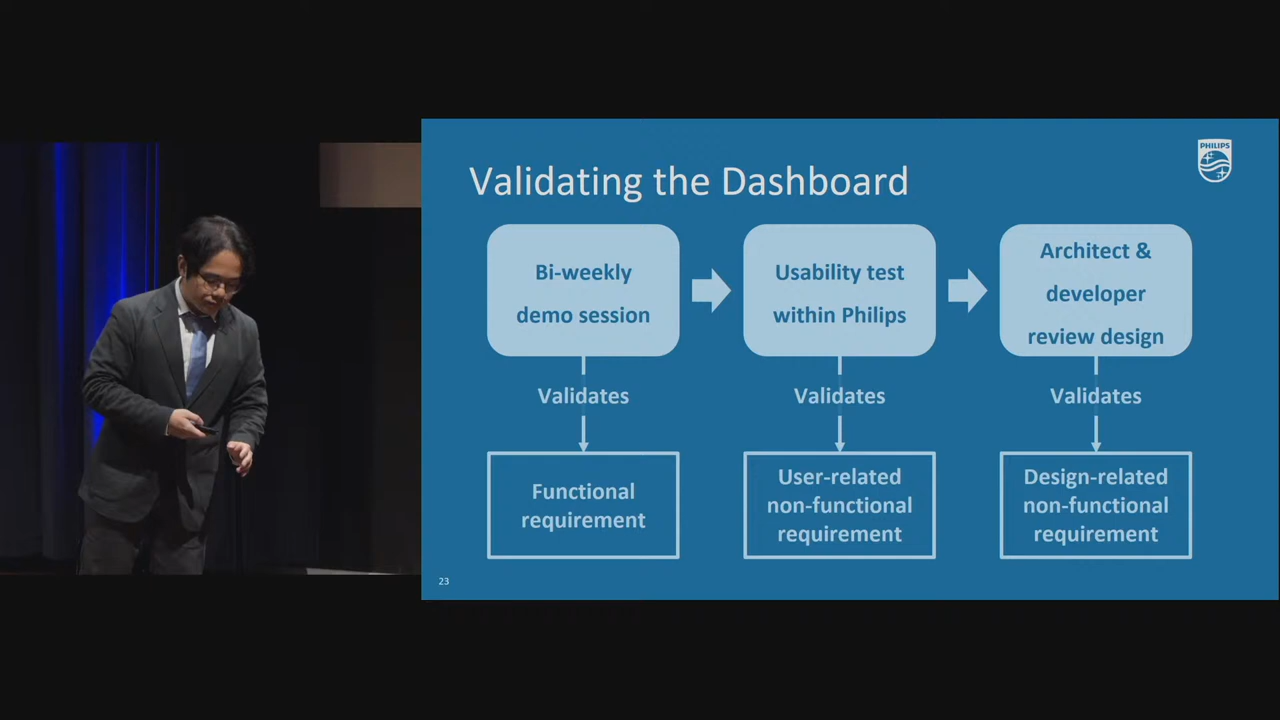 Validating the Dashboard
PHILIPS
Bi-weekly
demo session
Usability test
within Philips
Architect &
developer
review design
Validates
Validates
Validates
Functional
requirement
User-related
non-functional
requirement
Design-related
non-functional
requirement
23